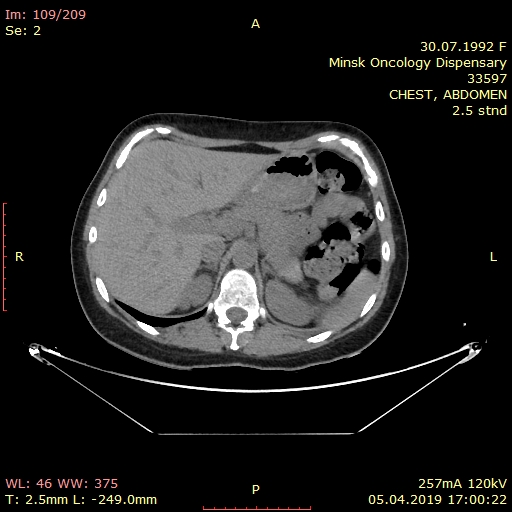 Im: 109/209
Se: 2
A
30.07.1992 F
Minsk Oncology Dispensary
33597
CHEST, ABDOMEN
2.5 stnd
R
L
WL: 46 WW: 375
T: 2.5mm L: -249.0mm
P
257mA 120kV
05.04.2019 17:00:22